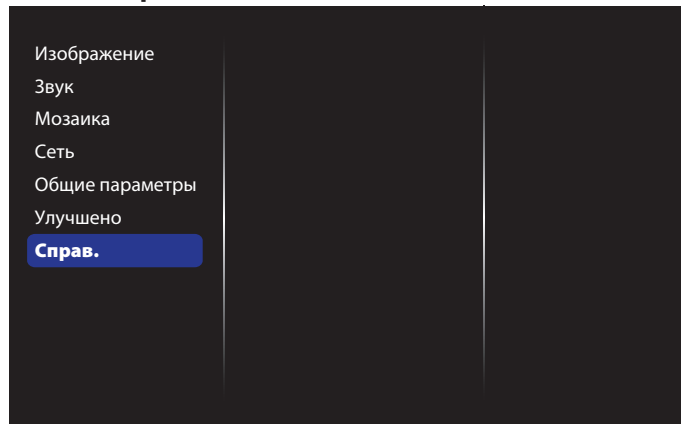 Изображение
Звук
Мозаика
Сеть
Общие параметры
Улучшено
Справ.